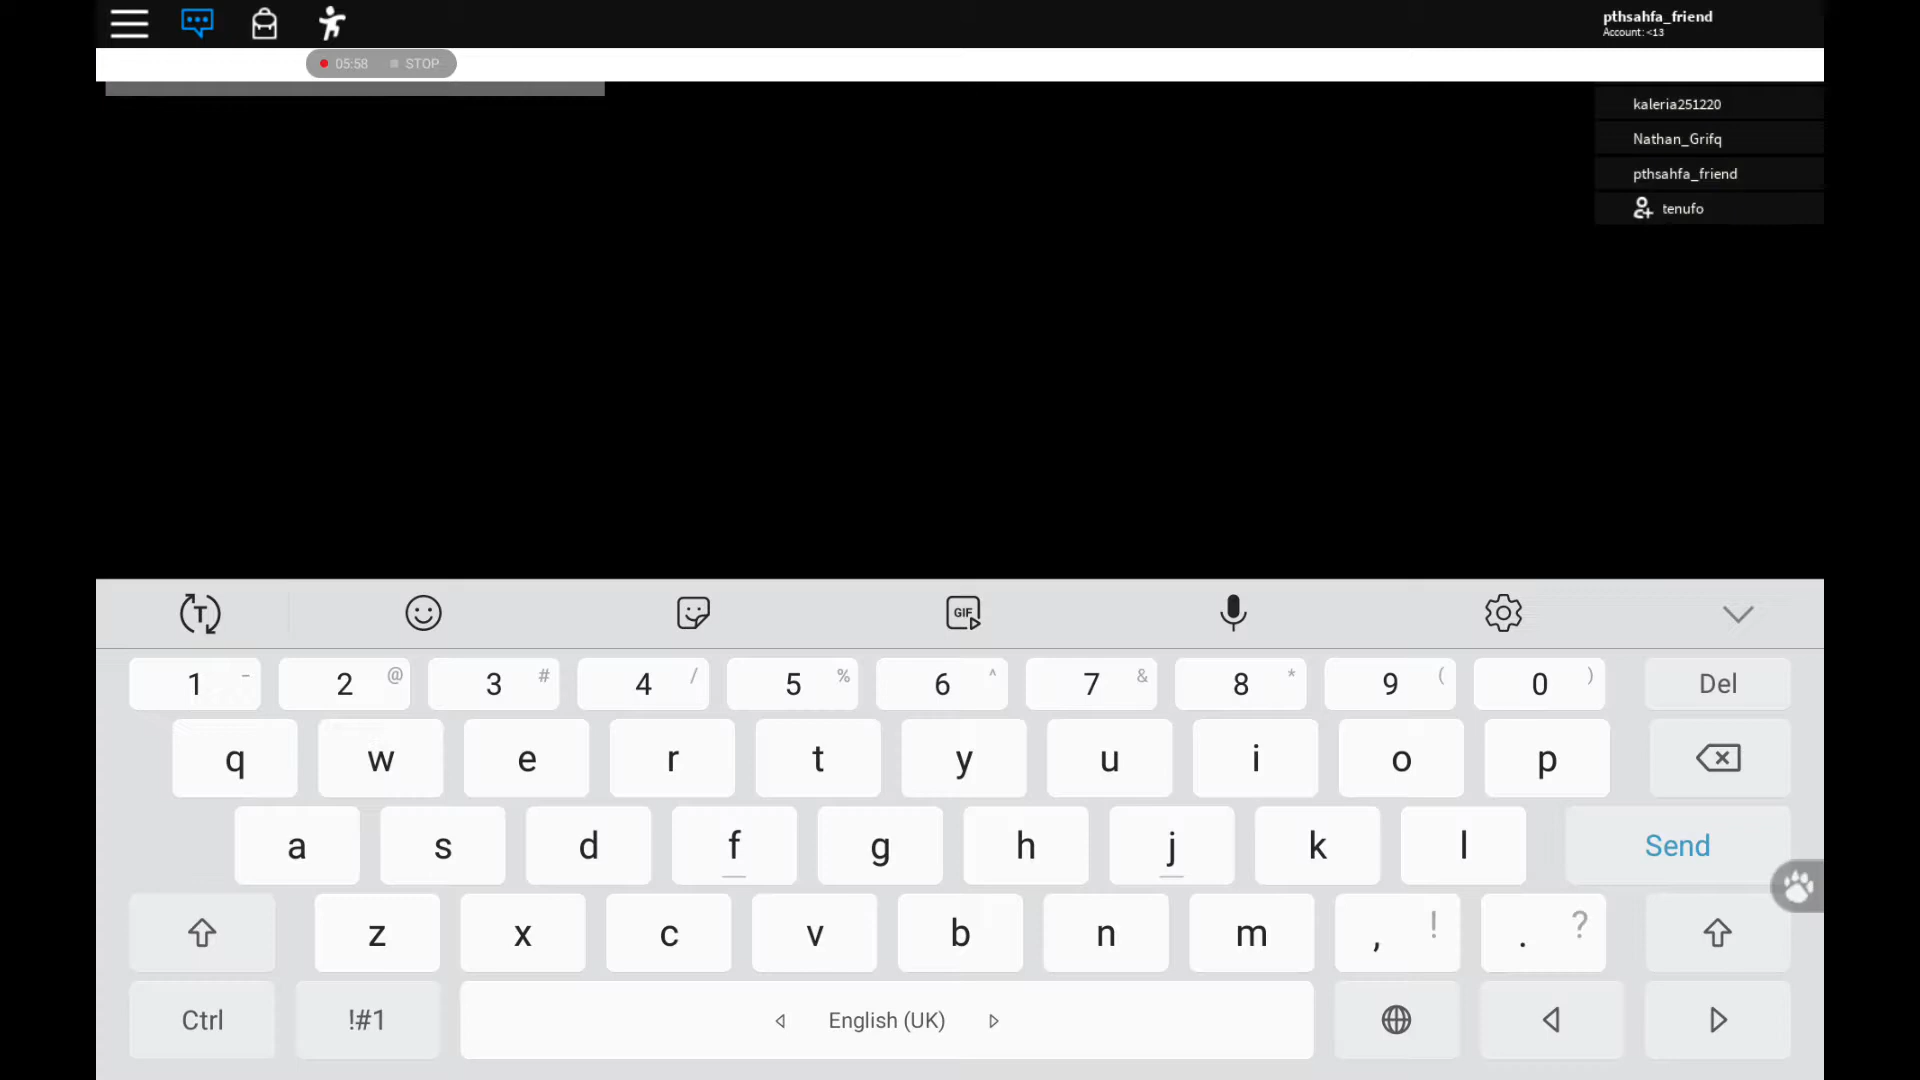 pthsahfa_friend
Account: <13
05:58 STOP
kaleria251220
Nathan_Grifq
pthsahfa_friend
tenufo
T GIF
1 - 2 @ 3 # 4 / 5 % 6 ^ 7 & 8 * 9 ( 0 ) Del
q w e r t y u i o p
a s d f g h j k l Send
z x c v b n m , ! . ?
Ctrl !#1 English (UK)